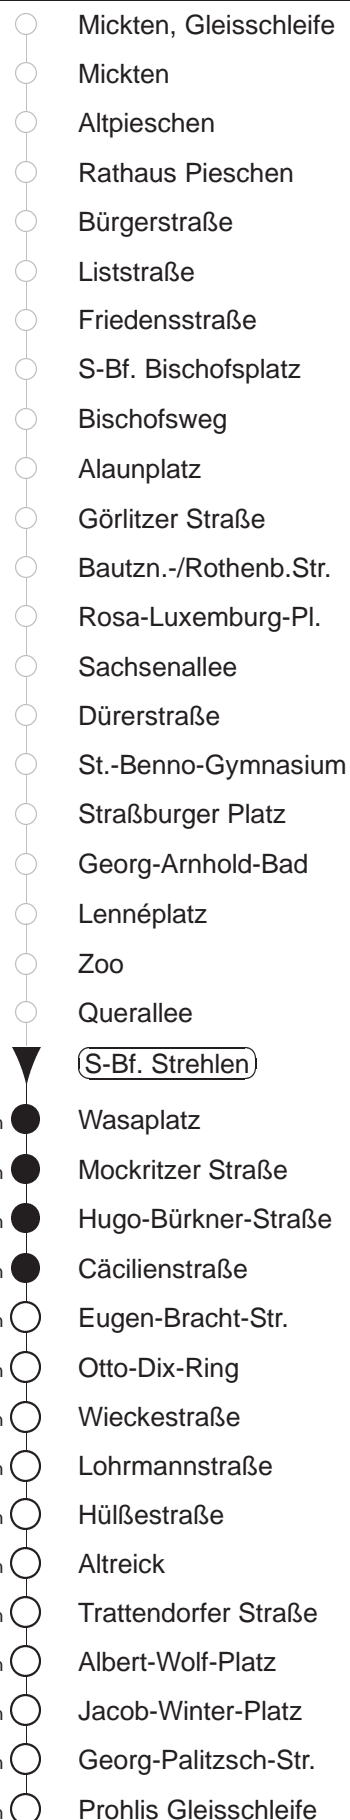 Mickten, Gleisschleife
Mickten
Altpieschen
Rathaus Pieschen
Bürgerstraße
Liststraße
Friedensstraße
S-Bf. Bischofsplatz
Bischofsweg
Alaunplatz
Görlitzer Straße
Bautzn.-/Rothenb.Str.
Rosa-Luxemburg-Pl.
Sachsenallee
Dürerstraße
St.-Benno-Gymnasium
Straßburger Platz
Georg-Arnhold-Bad
Lennéplatz
Zoo
Querallee
S-Bf. Strehlen
Wasaplatz
Mockritzer Straße
Hugo-Bürkner-Straße
Cäcilienstraße
Eugen-Bracht-Str.
Otto-Dix-Ring
Wieckestraße
Lohrmannstraße
Hülßestraße
Altreick
Trattendorfer Straße
Albert-Wolf-Platz
Jacob-Winter-Platz
Georg-Palitzsch-Str.
Prohlis Gleisschleife